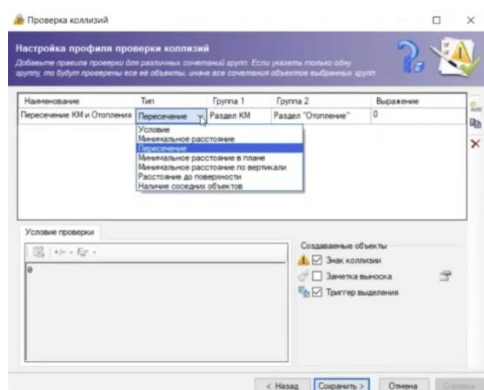 Проверка коллизий
Настройка профиля проверки коллизий
Добавьте правила проверки для различных сочетаний групп. Если указать только одну
группу, то будут проверены все её объекты, иначе все сочетания объектов выбранных групп.
Наименование Тип Группа 1 Группа 2 Выражение
Пересечение КМ и Отопления Пересечение Раздел КМ Раздел "Отопление" 0
Условие
Минимальное расстояние
Пересечение
Минимальное расстояние в плане
Минимальное расстояние по вертикали
Расстояние до поверхности
Наличие соседних объектов
Условие проверки
0
Создаваемые объекты
Знак коллизии
Заметка выноска
Триггер выделения
< Назад Сохранить > Отмена Справка